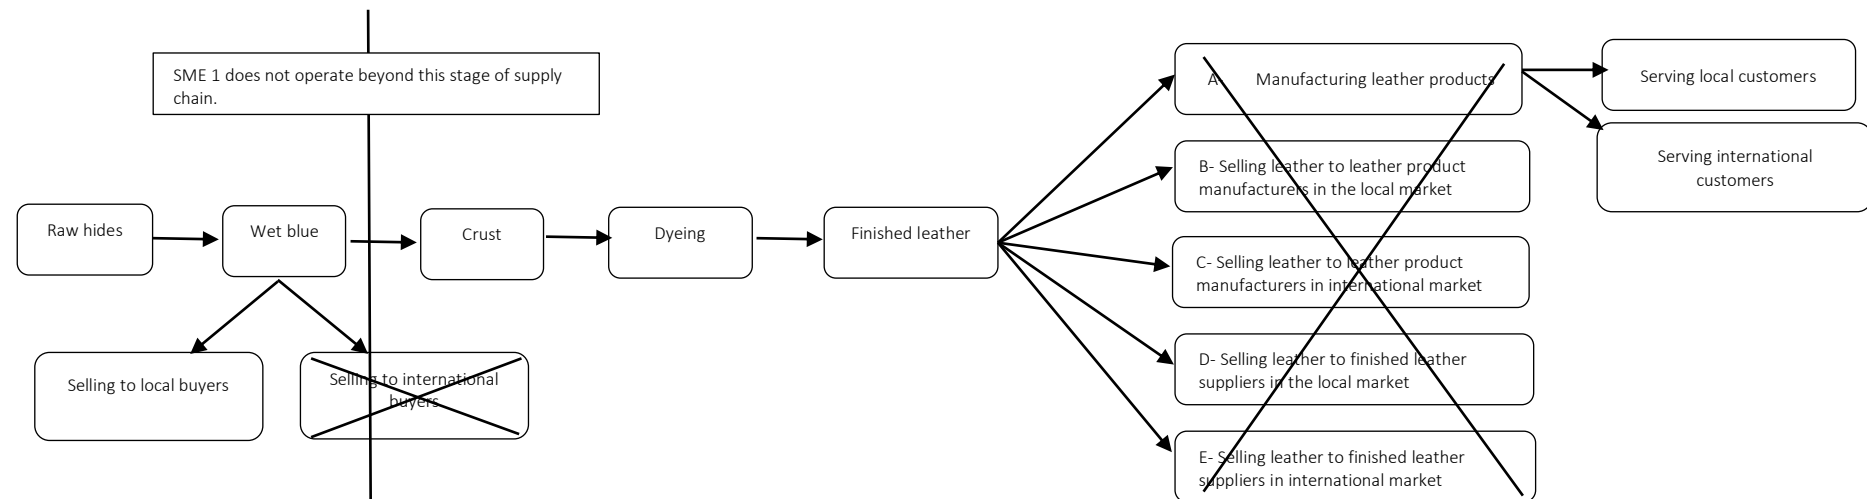 SME 1 does not operate beyond this stage of supply
chain.
Raw hides
Wet blue
Crust
Dyeing
Finished leather
Selling to local buyers
Selling to international
buyers
A- Manufacturing leather products
B- Selling leather to leather product
manufacturers in the local market
C- Selling leather to leather product
manufacturers in international market
D- Selling leather to finished leather
suppliers in the local market
E- Selling leather to finished leather
suppliers in international market
Serving local customers
Serving international
customers